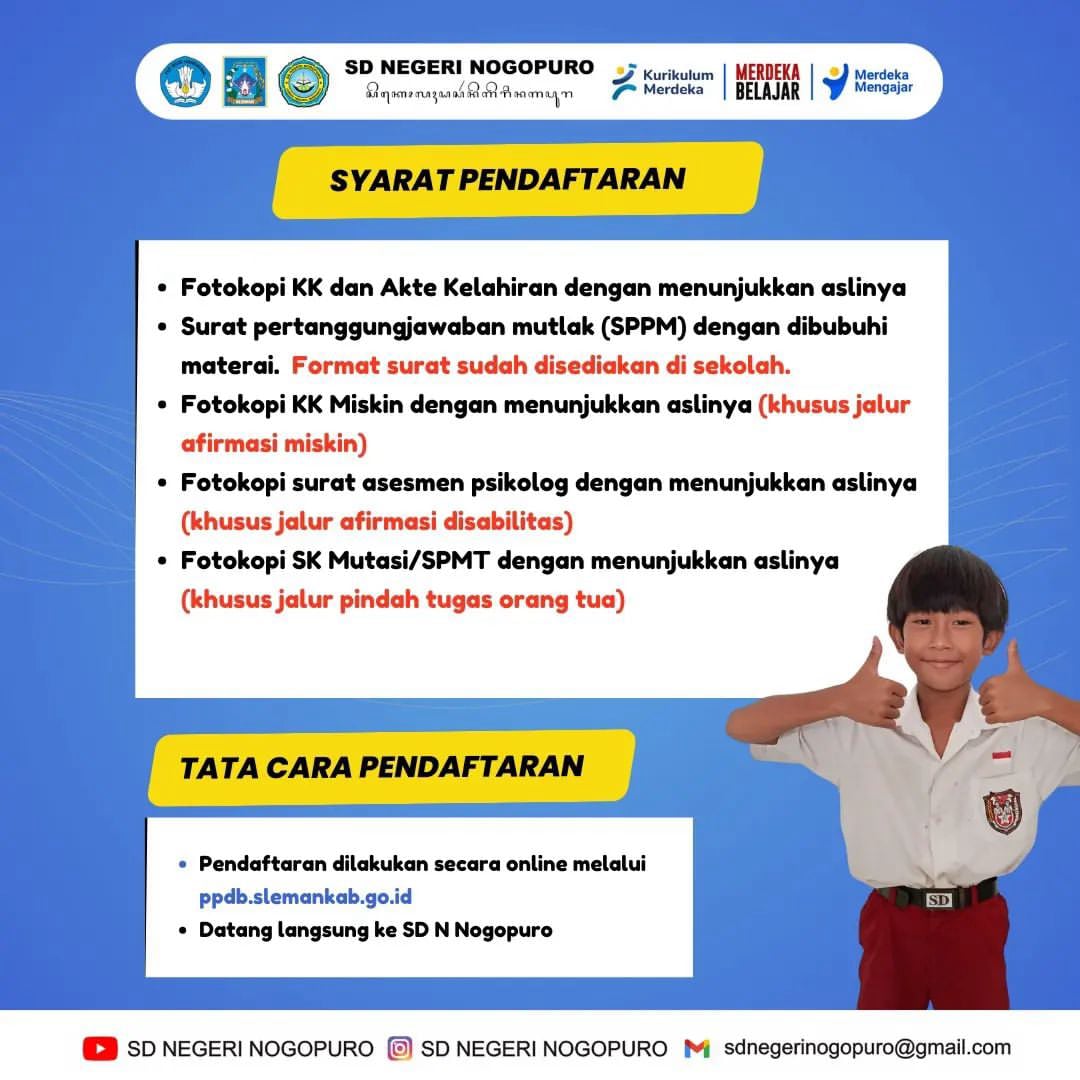 SD NEGERI NOGOPURO
Kurikulum
Merdeka
MERDEKA
BELAJAR
Merdeka
Mengajar
SYARAT PENDAFTARAN
• Fotokopi KK dan Akte Kelahiran dengan menunjukkan aslinya
• Surat pertanggungjawaban mutlak (SPPM) dengan dibubuhi
materai. Format surat sudah disediakan di sekolah.
• Fotokopi KK Miskin dengan menunjukkan aslinya (khusus jalur
afirmasi miskin)
• Fotokopi surat asesmen psikolog dengan menunjukkan aslinya
(khusus jalur afirmasi disabilitas)
• Fotokopi SK Mutasi/SPMT dengan menunjukkan aslinya
(khusus jalur pindah tugas orang tua)
TATA CARA PENDAFTARAN
• Pendaftaran dilakukan secara online melalui
ppdb.slemankab.go.id
• Datang langsung ke SD N Nogopuro
SD
SD NEGERI NOGOPURO
SD NEGERI NOGOPURO
sdnegerinogopuro@gmail.com